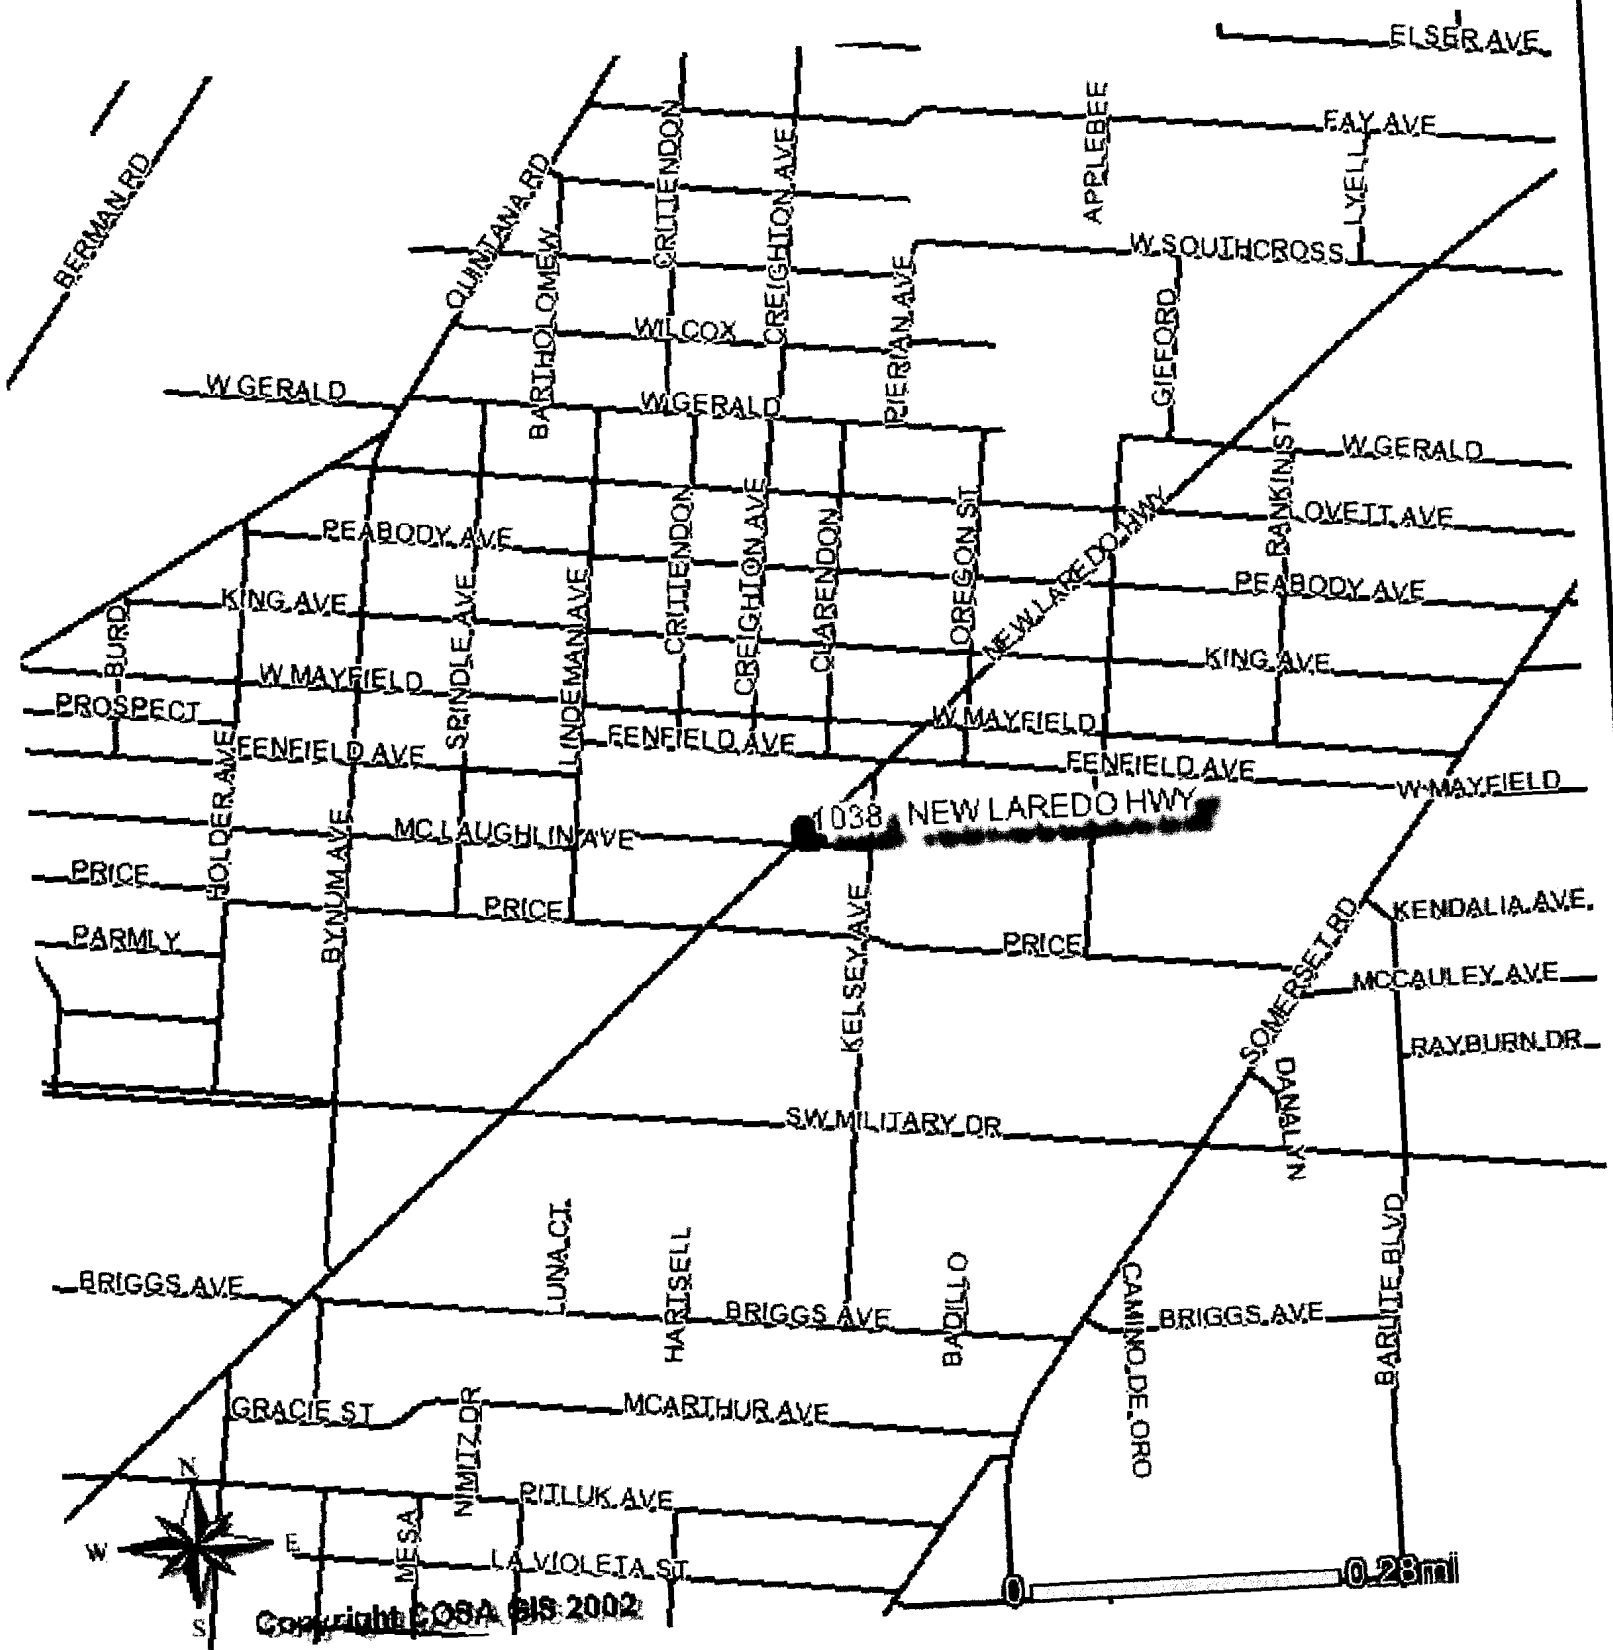 ELSER AVE
FAY AVE
APPLEBEE
LYELL
BERMAN RD
QUINTANA RD
CRITTENDON
CREIGHTON AVE
BARTHOLOMEW
W SOUTHCROSS
PIERIAN AVE
GIFFORD
WILCOX
W GERALD
W GERALD
W GERALD
RANKIN ST
LOVETT AVE
NEW LAREDO HWY
PEABODY AVE
PEABODY AVE
CRITTENDON
CREIGHTON AVE
CLARENDON
OREGON ST
BURD
KING AVE
KING AVE
SPINDLE AVE
LINDEMAN AVE
W MAYFIELD
W MAYFIELD
W MAYFIELD
PROSPECT
FENFIELD AVE
FENFIELD AVE
FENFIELD AVE
HOLDER AVE
BYNUM AVE
1038 NEW LAREDO HWY
MC LAUGHLIN AVE
PRICE
PRICE
PRICE
PARMLY
KELSEY AVE
SOMERSET RD
KENDALIA AVE
MCCAULEY AVE
RAYBURN DR
DANALYN
SW MILITARY DR
LUNA CT
HARTSELL
BADILLO
CAMINO DE ORO
BARLITE BLVD
BRIGGS AVE
BRIGGS AVE
BRIGGS AVE
GRACIE ST
NIMITZ DR
MCARTHUR AVE
PITLUK AVE
MESA
LA VIOLETA ST
N
W
E
S
0
0.28mi
Copyright COSA GIS 2002